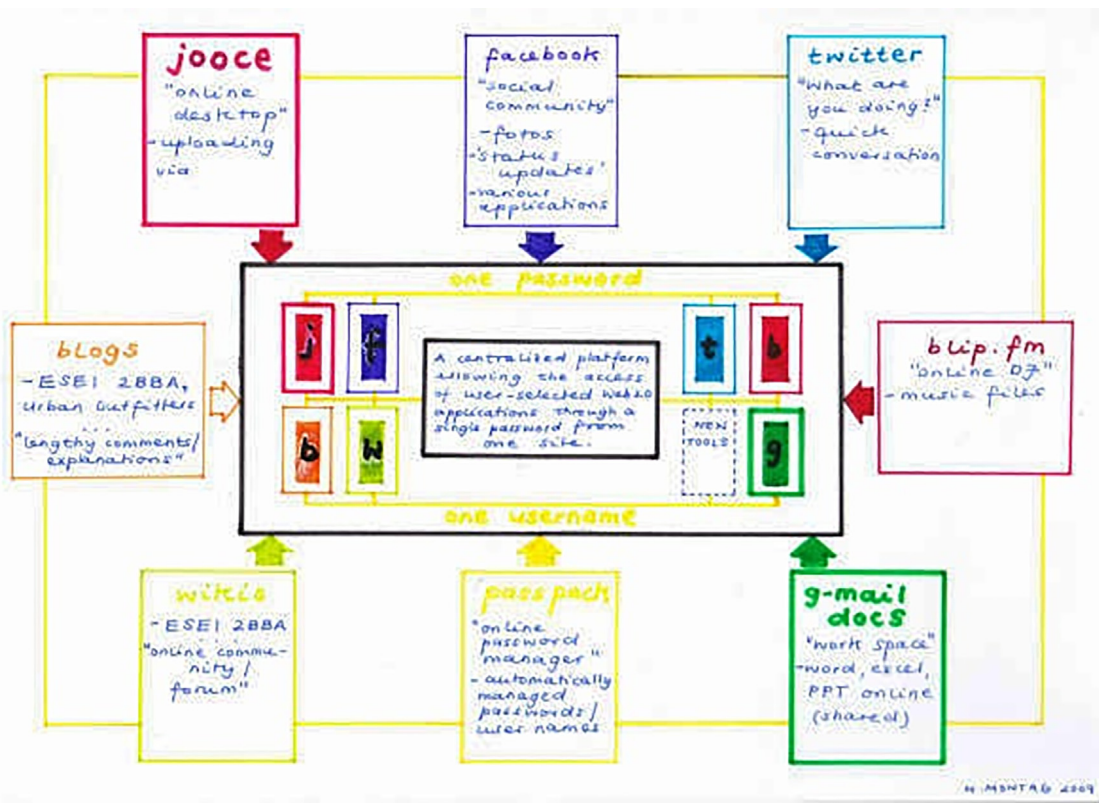 jooce
"online
desktop"
-uploading
via
facebook
"social
community"
-fotos
-'status
updates'
-various
applications
twitter
"what are
you doing?"
-quick
conversation
one password
j
f
t
b
blogs
-ESEI 2BBA,
Urban Outfitters
...
"lengthy comments/
explanations"
A centralized platform
allowing the access
of user-selected web2.0
applications through a
single password from
one site.
blip.fm
"online DJ"
- music files
b
w
NEW
TOOLS
g
one username
wikis
- ESEI 2BBA
"online commu-
nity/
forum"
passpack
"online
password
manager"
- automatically
managed
passwords/
user names
g-mail
docs
"work space"
-word, excel,
PPT online
(shared)
M. MONTAG 2009